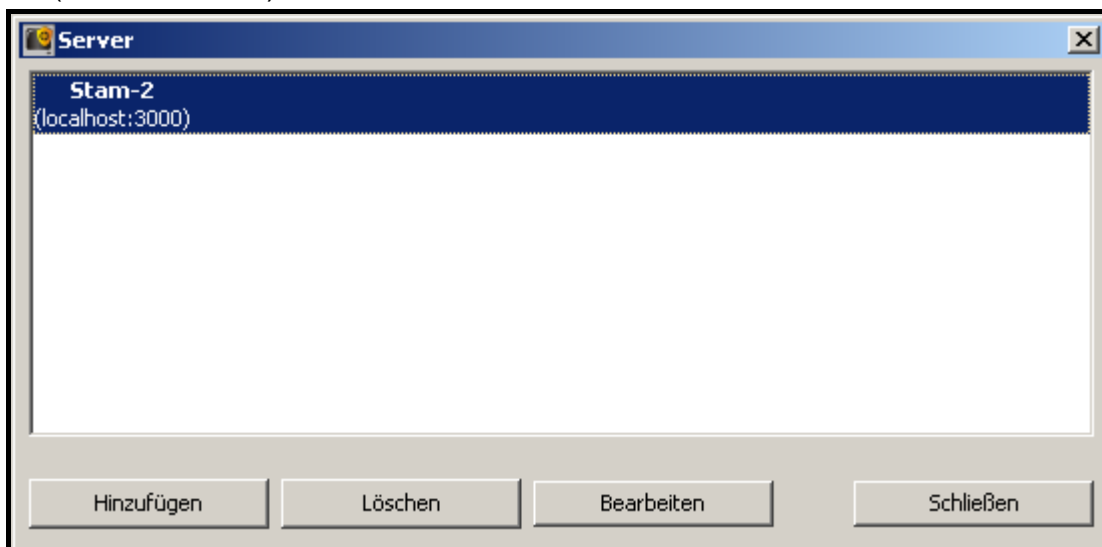 Server
Stam-2
(localhost:3000)
Hinzufügen Löschen Bearbeiten Schließen